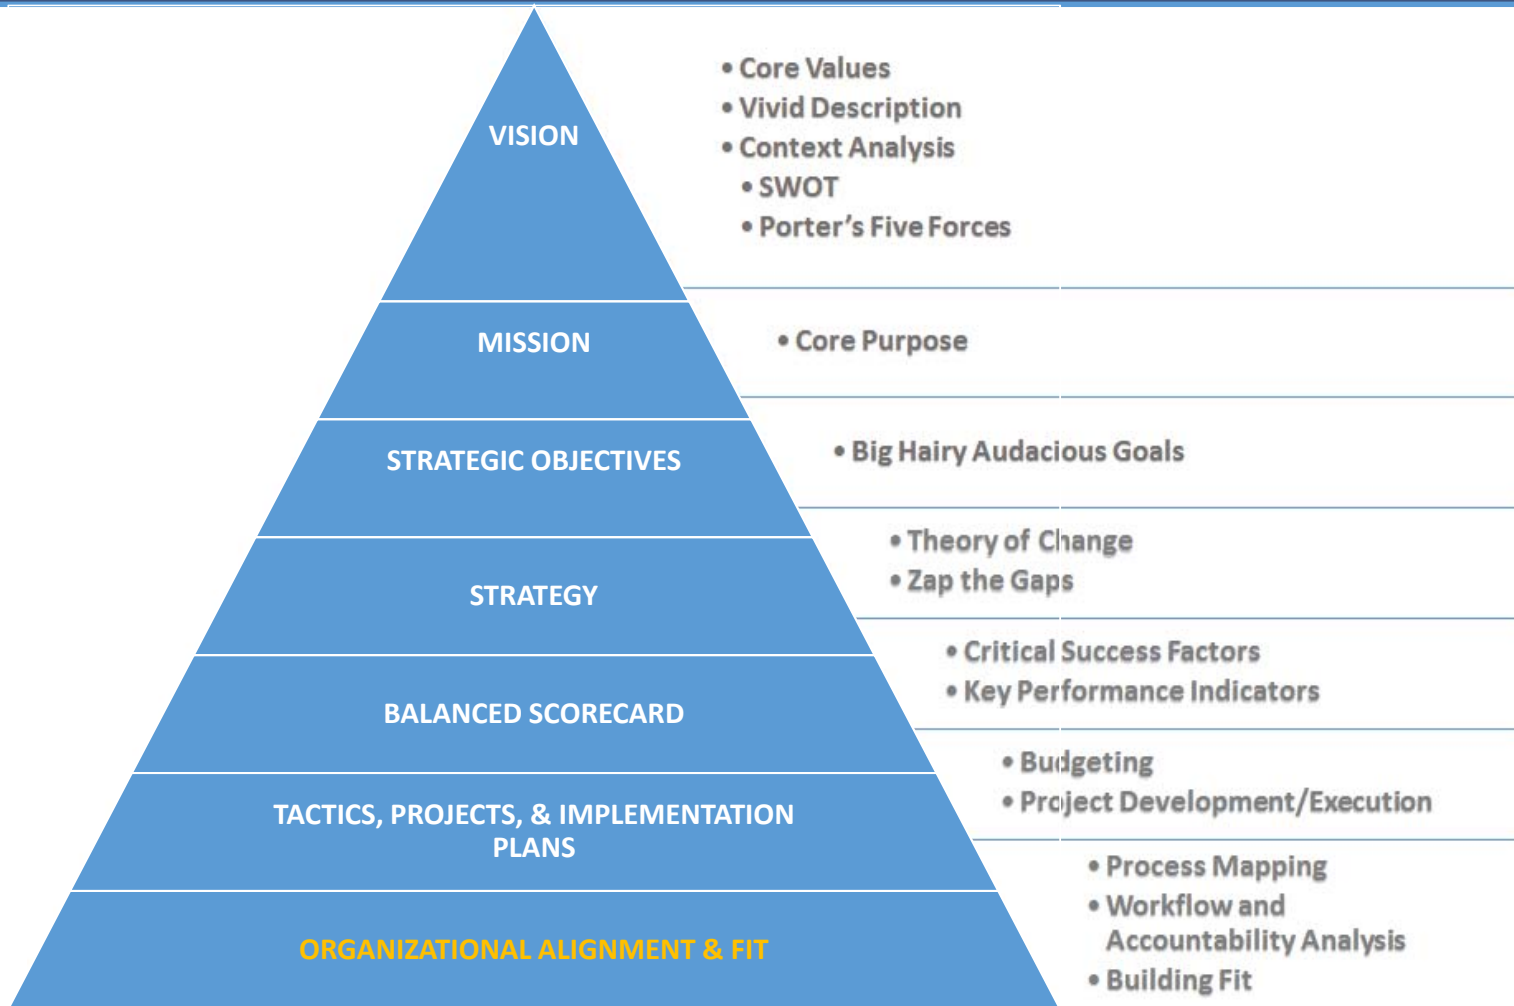 VISION
• Core Values
• Vivid Description
• Context Analysis
• SWOT
• Porter's Five Forces
MISSION
• Core Purpose
STRATEGIC OBJECTIVES
• Big Hairy Audacious Goals
STRATEGY
• Theory of Change
• Zap the Gaps
BALANCED SCORECARD
• Critical Success Factors
• Key Performance Indicators
TACTICS, PROJECTS, & IMPLEMENTATION
PLANS
• Budgeting
• Project Development/Execution
ORGANIZATIONAL ALIGNMENT & FIT
• Process Mapping
• Workflow and
Accountability Analysis
• Building Fit